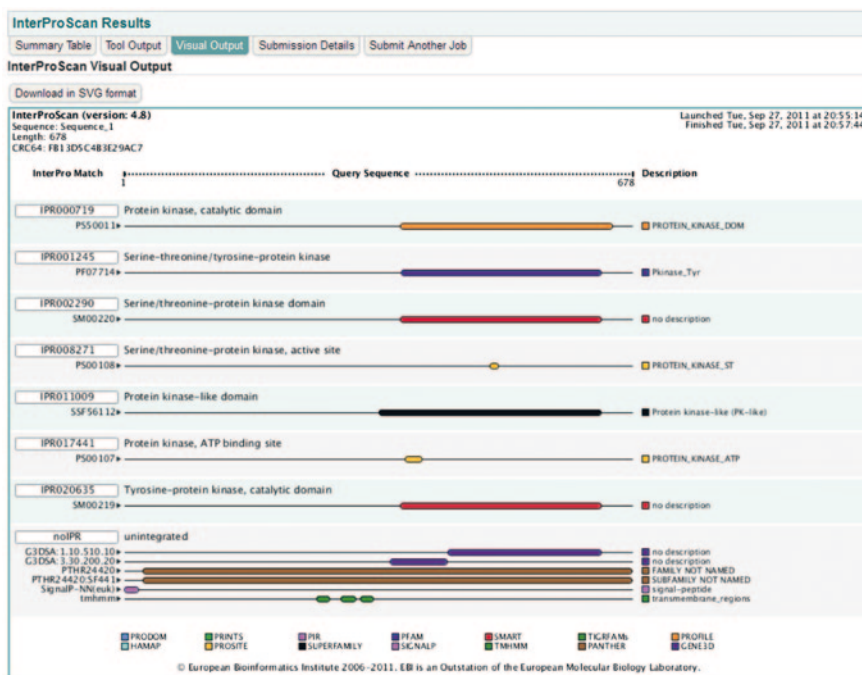 InterProScan Results
Summary Table Tool Output Visual Output Submission Details Submit Another Job
InterProScan Visual Output
Download in SVG format
InterProScan (version: 4.8) Launched Tue, Sep 27, 2011 at 20:55:14
Sequence: Sequence_1 Finished Tue, Sep 27, 2011 at 20:57:44
Length: 678
CRC64: FB13D5C4B3E29AC7
InterPro Match Query Sequence Description
1 678
IPR000719 Protein kinase, catalytic domain
PS50011 PROTEIN_KINASE_DOM
IPR001245 Serine-threonine/tyrosine-protein kinase
PF07714 Pkinase_Tyr
IPR002290 Serine/threonine-protein kinase domain
SM00220 no description
IPR008271 Serine/threonine-protein kinase, active site
PS00108 PROTEIN_KINASE_ST
IPR011009 Protein kinase-like domain
SSF56112 Protein kinase-like (PK-like)
IPR017441 Protein kinase, ATP binding site
PS00107 PROTEIN_KINASE_ATP
IPR020635 Tyrosine-protein kinase, catalytic domain
SM00219 no description
noIPR unintegrated
G3DSA:1.10.510.10 no description
G3DSA:3.30.200.20 no description
PTHR24420 FAMILY NOT NAMED
PTHR24420:SF441 SUBFAMILY NOT NAMED
SignalP-NN(euk) signal-peptide
tmhmm transmembrane_regions
PRODOM PRINTS PIR PFAM SMART TIGRFAMs PROFILE
HAMAP PROSITE SUPERFAMILY SIGNALP TMHMM PANTHER GENE3D
© European Bioinformatics Institute 2006-2011. EBI is an Outstation of the European Molecular Biology Laboratory.